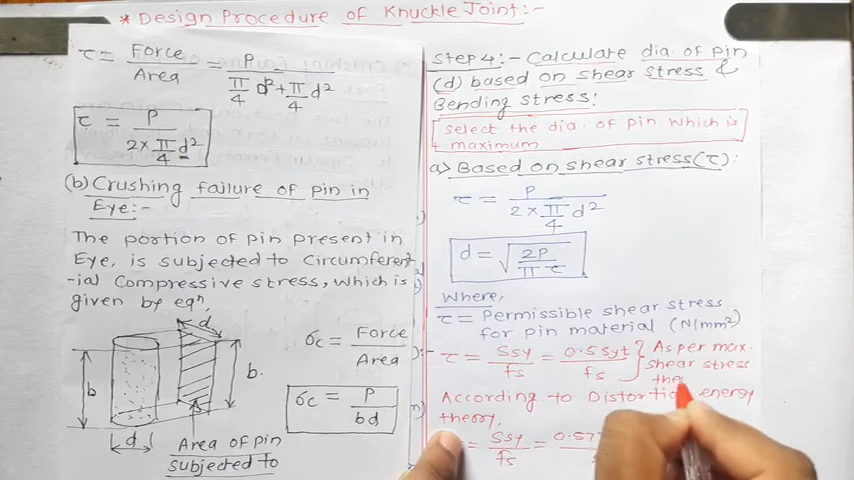 * Design Procedure of Knuckle Joint:-
τ = Force/Area = P/(π/4 d²+π/4 d²)
τ = P/(2×π/4 d²)
(b) Crushing failure of pin in
Eye:-
The portion of pin present in
Eye, is subjected to Circumferent
-ial Compressive stress, which is
given by eqⁿ,
d
b
b.
d
Area of pin
subjected to
σc = Force/Area
σc = P/bd
Step 4:- Calculate dia. of pin
(d) based on shear stress &
Bending stress:
Select the dia. of pin which is
maximum
a> Based on shear stress(τ):
τ = P/(2×π/4 d²)
d = √(2P/πτ)
Where,
τ = Permissible shear stress
for pin material (N/mm²)
τ = Ssy/fs = 0.5Syt/fs } As per max.
shear stress
the
According to Distortion energy
theory,
= Ssy/fs = 0.57